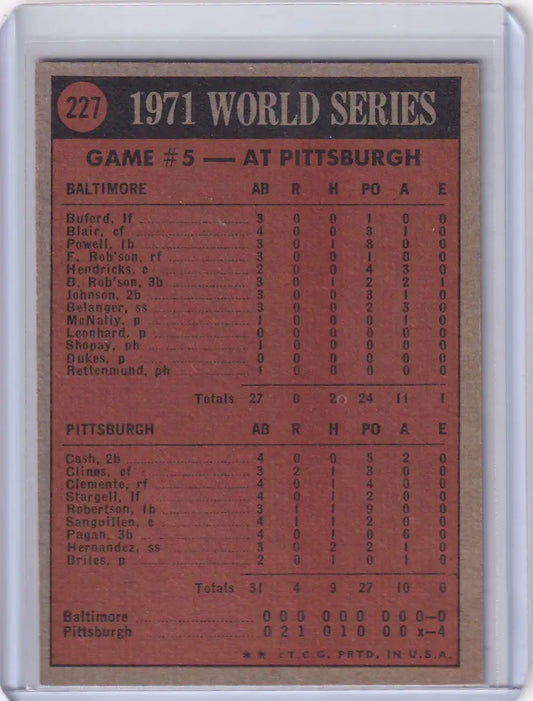 227 1971 WORLD SERIES
GAME #5 — AT PITTSBURGH
BALTIMORE AB R H PO A E
Buford, lf 3 0 0 1 0 0
Blair, cf 4 0 0 3 1 0
Powell, 1b 3 0 1 8 0 0
F. Rob'son, rf 3 0 0 1 0 0
Hendricks, c 2 0 0 4 3 0
B. Rob'son, 3b 3 0 1 2 2 1
Johnson, 2b 3 0 0 3 1 0
Belanger, ss 3 0 0 2 3 0
McNally, p 1 0 0 0 1 0
Leonhard, p 0 0 0 0 0 0
Shopay, ph 1 0 0 0 0 0
Dukes, p 0 0 0 0 0 0
Rettenmund, ph 1 0 0 0 0 0
Totals 27 0 2 24 11 1
PITTSBURGH AB R H PO A E
Cash, 2b 4 0 0 5 2 0
Clines, cf 3 2 1 3 0 0
Clemente, rf 4 0 1 4 0 0
Stargell, lf 4 0 1 2 0 0
Robertson, 1b 3 1 1 9 0 0
Sanguillen, c 4 1 1 2 0 0
Pagan, 3b 4 0 1 0 6 0
Hernandez, ss 3 0 2 2 1 0
Briles, p 2 0 1 0 1 0
Totals 31 4 9 27 10 0
Baltimore 0 0 0 0 0 0 0 0 0—0
Pittsburgh 0 2 1 0 1 0 0 0 x—4
** ©T.C.G. PRTD. IN U.S.A.